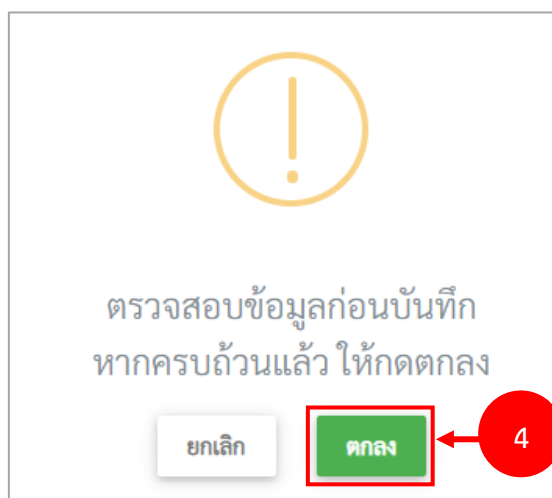 ตรวจสอบข้อมูลก่อนบันทึก
หากครบถ้วนแล้ว ให้กดตกลง
ยกเลิก
ตกลง
4